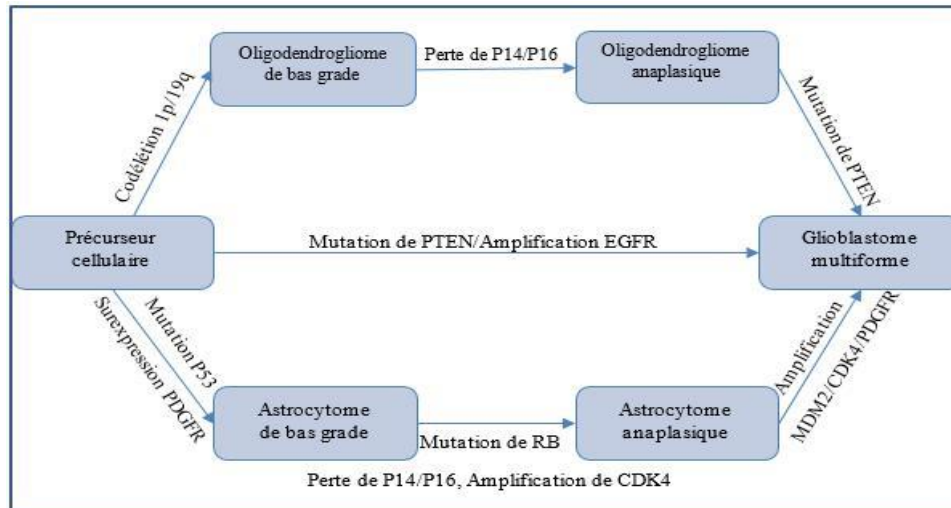 Oligodendrogliome
de bas grade
Perte de P14/P16
Oligodendrogliome
anaplasique
Codélétion 1p/19q
Mutation de PTEN
Précurseur
cellulaire
Mutation de PTEN/Amplification EGFR
Glioblastome
multiforme
Mutation P53
Surexpression PDGFR
Amplification
MDM2/CDK4/PDGFR
Astrocytome
de bas grade
Mutation de RB
Astrocytome
anaplasique
Perte de P14/P16, Amplification de CDK4